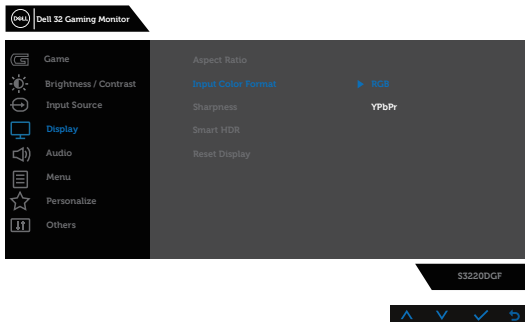 DELL
Dell 32 Gaming Monitor
Game
Brightness / Contrast
Input Source
Display
Audio
Menu
Personalize
Others
Aspect Ratio
Input Color Format
RGB
Sharpness
YPbPr
Smart HDR
Reset Display
S3220DGF